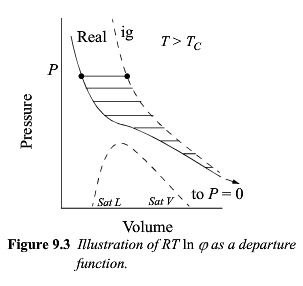 Real
ig
T > T_C
P
Pressure
to P = 0
Sat L
Sat V
Volume
Figure 9.3 Illustration of RT ln φ as a departure
function.